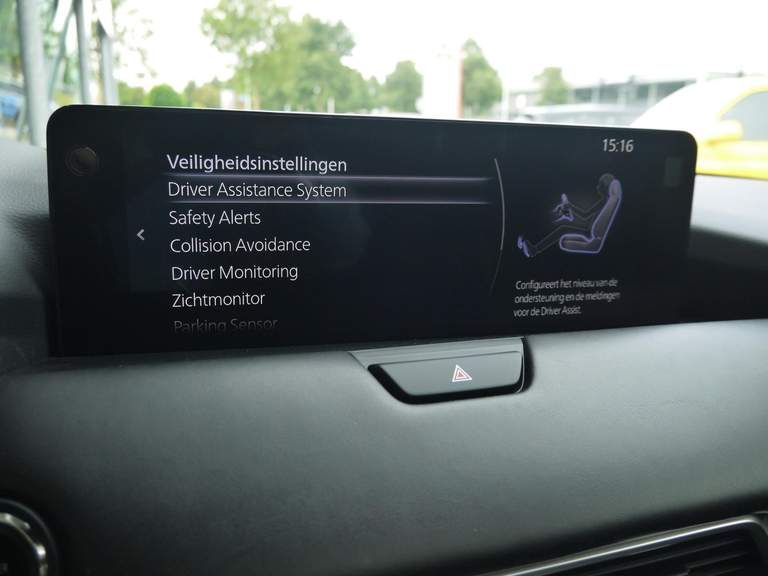 15:16
Veiligheidsinstellingen
Driver Assistance System
Safety Alerts
Collision Avoidance
Driver Monitoring
Zichtmonitor
Parking Sensor
Configureert het niveau van de
ondersteuning en de meldingen
voor de Driver Assist.